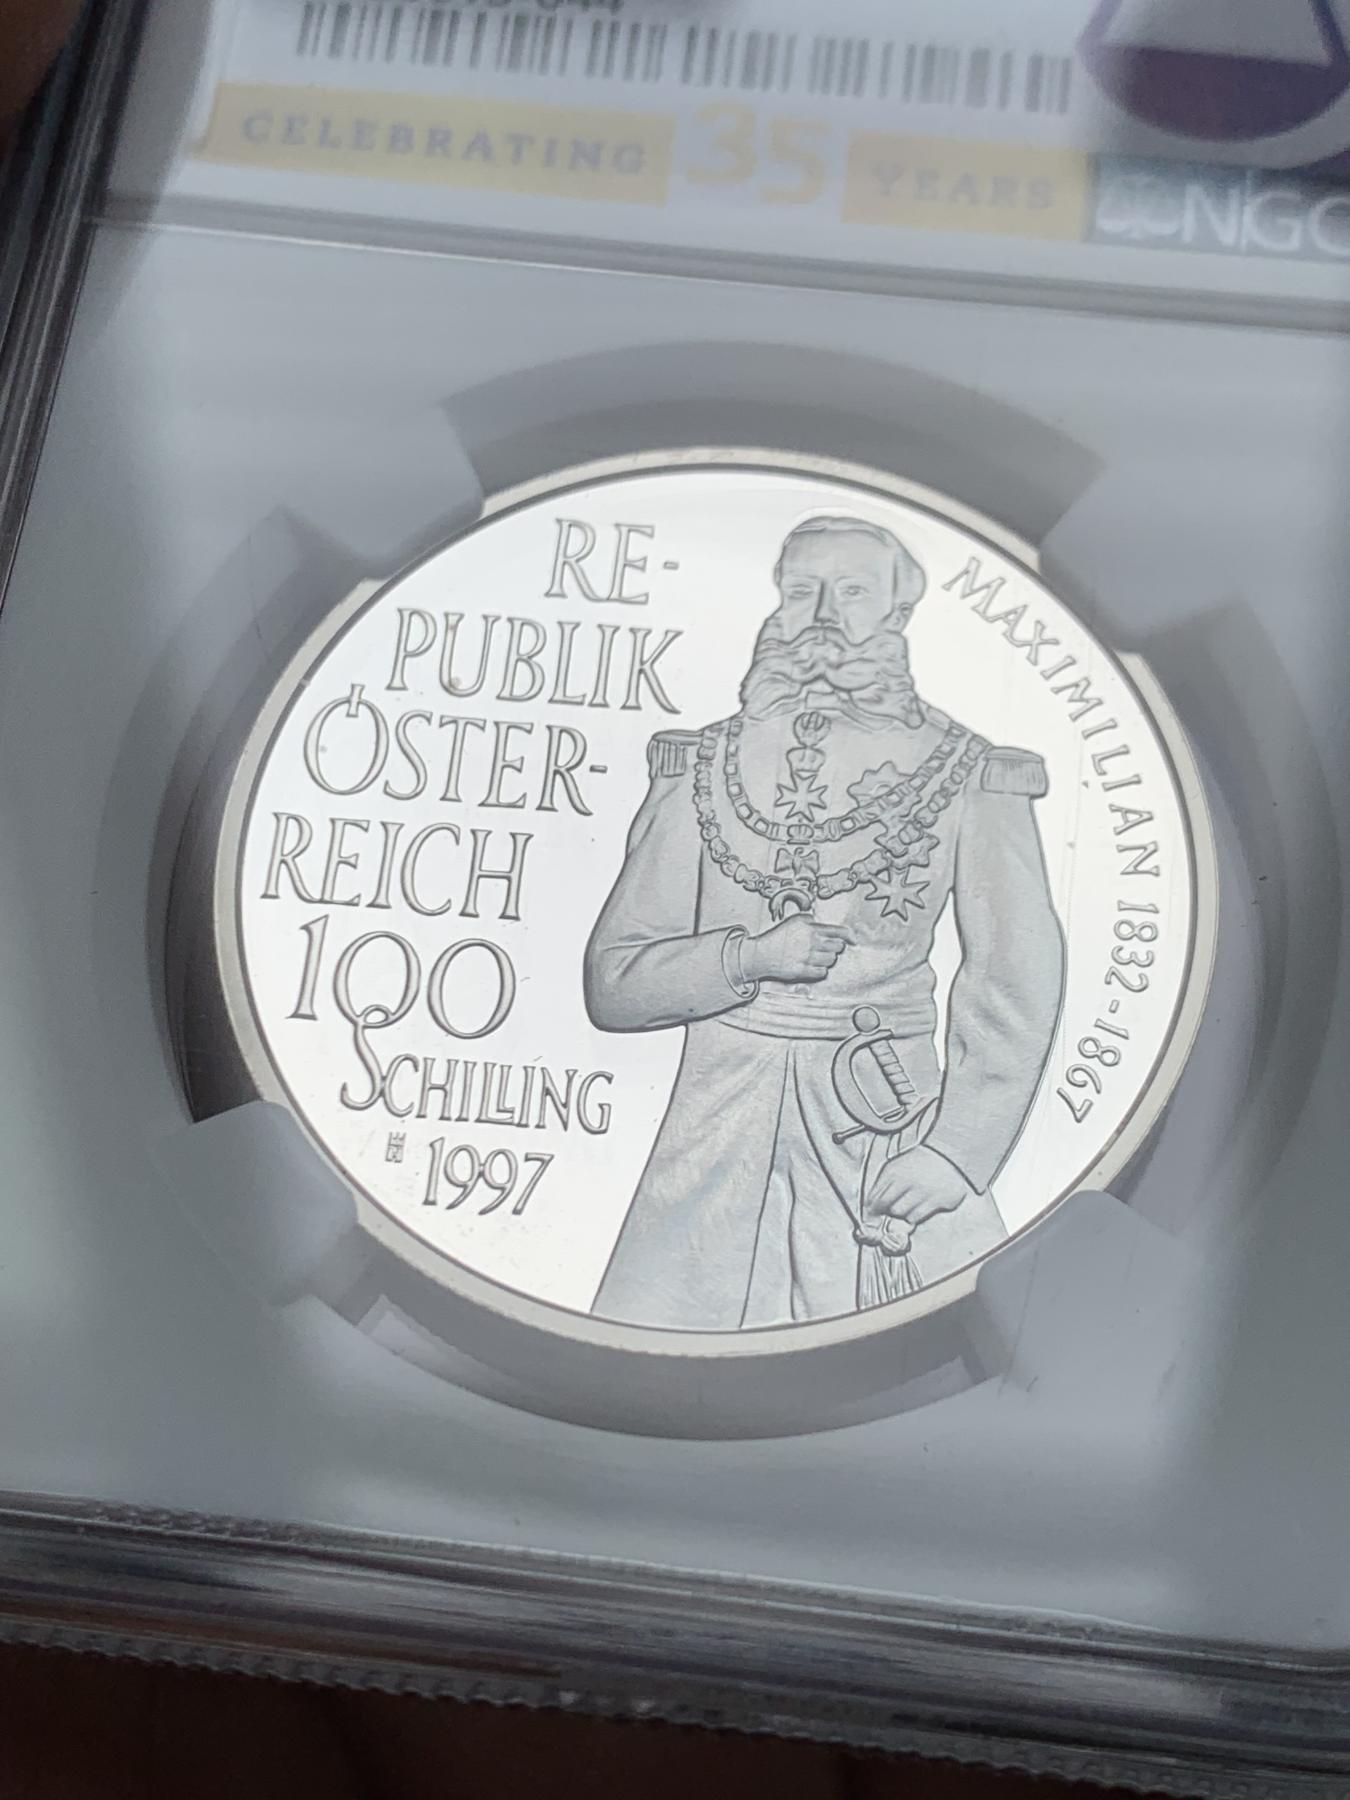 CELEBRATING 35 YEARS NGC
RE-
PUBLIK
ÖSTER-
REICH
100
SCHILLING
1997
MAXIMILIAN 1832-1867